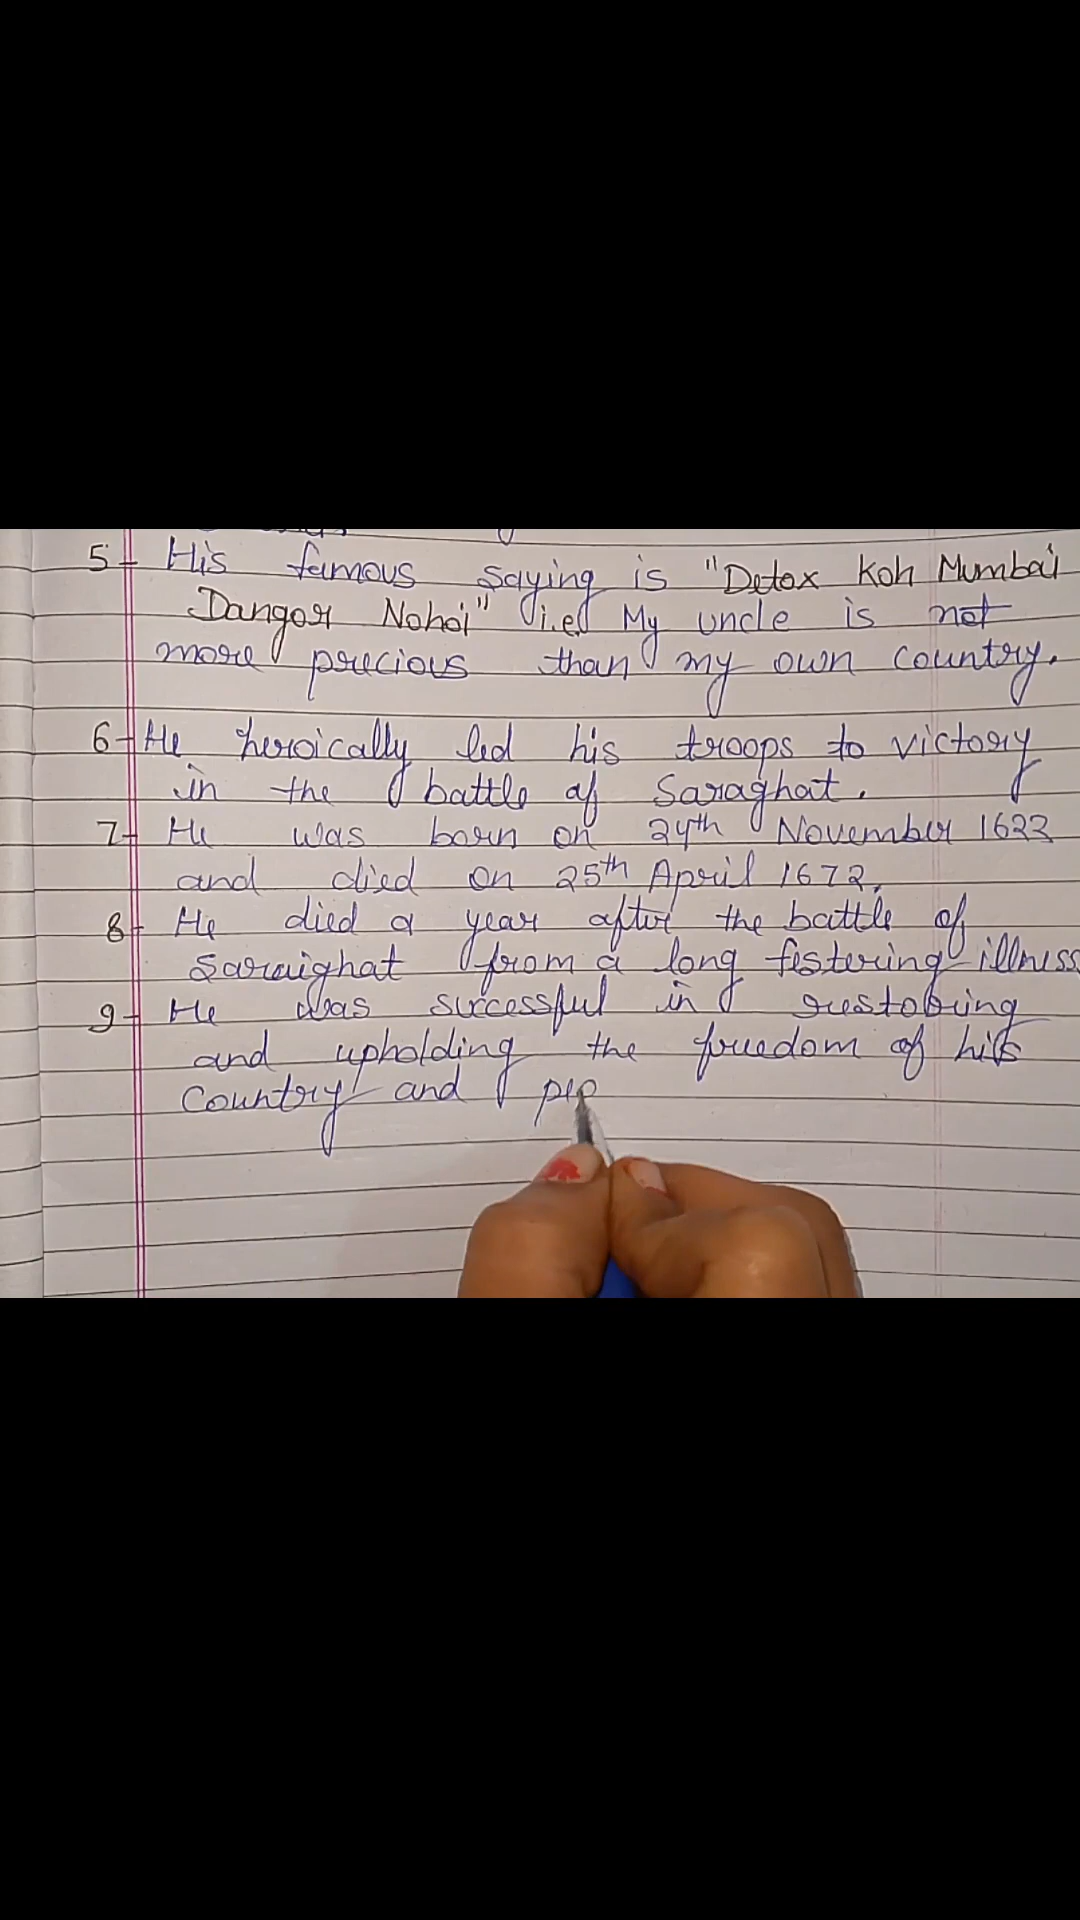 5- His famous saying is "Detox Koh Mumbai
Dangor Nohoi" i.e. My uncle is not
more precious than my own country.
6- He heroically led his troops to victory
in the battle of Saraghat.
7- He was born on 24th November 1622
and died on 25th April 1672.
8- He died a year after the battle of
Saraighat from a long festering illness
9- He was successful in restoring
and upholding the freedom of his
Country and peo